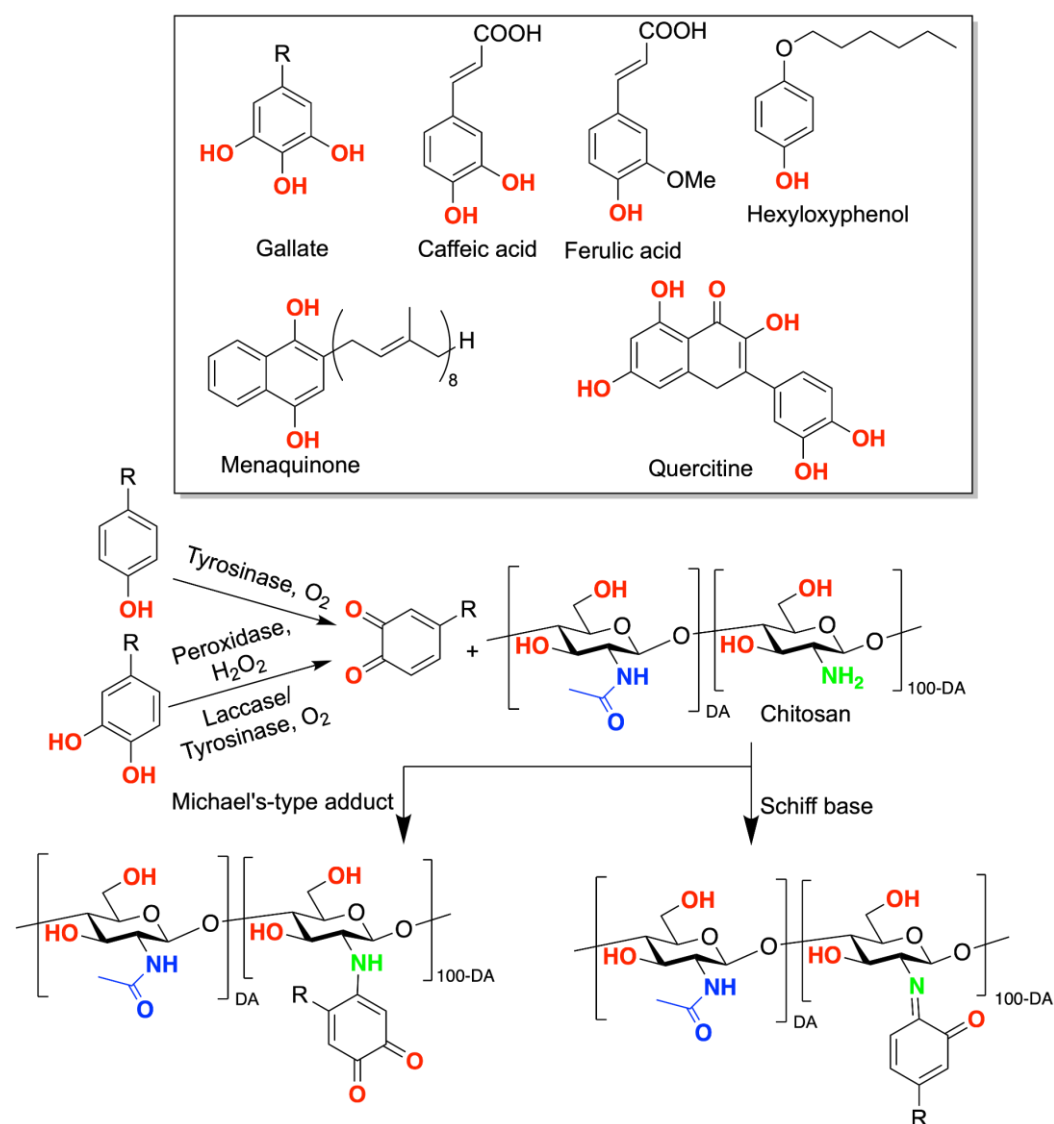 R
HO
OH
OH
Gallate
COOH
OH
OH
Caffeic acid
COOH
OMe
OH
Ferulic acid
O
OH
Hexyloxyphenol
OH
H
8
OH
Menaquinone
OH
O
OH
HO
OH
OH
Quercitine
R
OH
Tyrosinase, O2
R
HO
OH
Peroxidase,
H2O2
Laccase/
Tyrosinase, O2
O
O
R
+
OH
O
HO
NH
O
DA
O
OH
O
HO
NH2
O
100-DA
Chitosan
Michael's-type adduct
Schiff base
OH
O
HO
NH
O
DA
O
OH
O
HO
NH
O
100-DA
R
O
O
OH
O
HO
NH
O
DA
O
OH
O
HO
N
O
100-DA
O
R